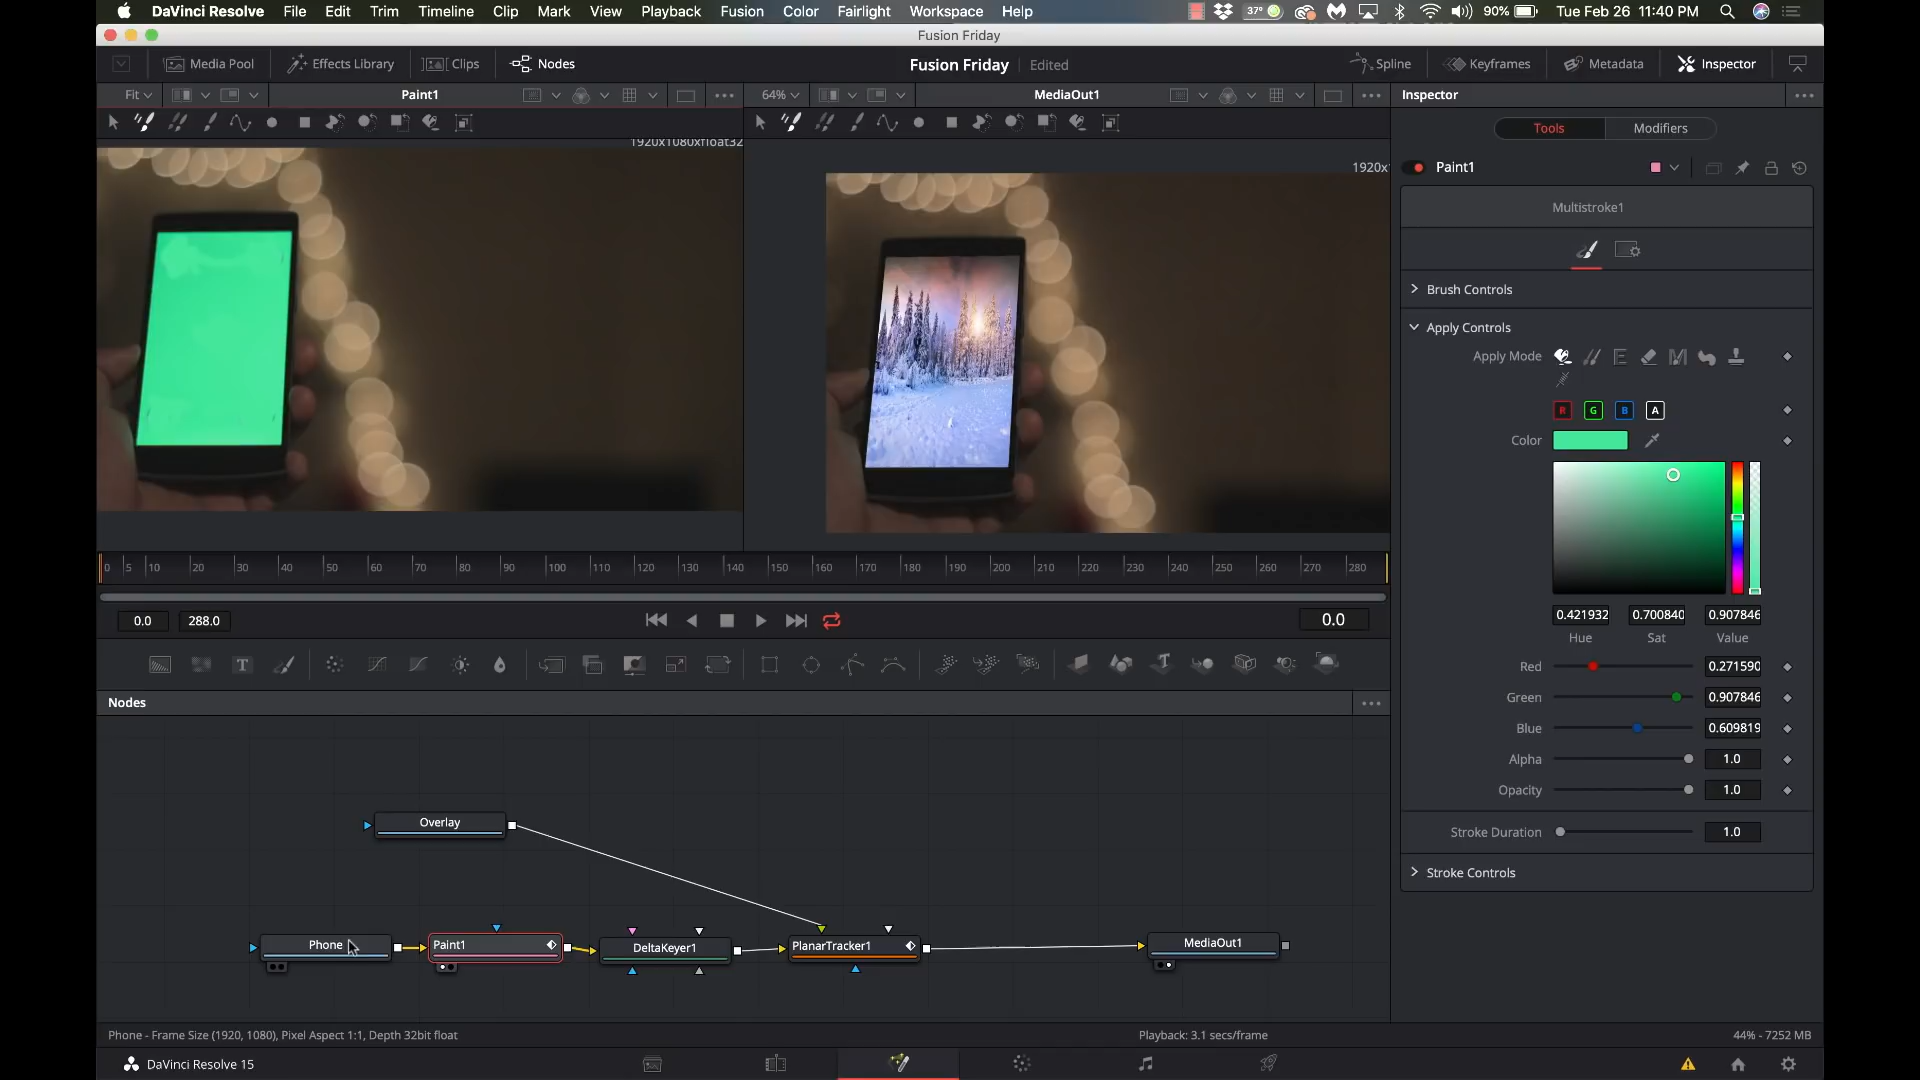 DaVinci Resolve File Edit Trim Timeline Clip Mark View Playback Fusion Color Fairlight Workspace Help 37° 90% Tue Feb 26 11:40 PM
Fusion Friday
Media Pool Effects Library Clips Nodes Fusion Friday Edited Spline Keyframes Metadata Inspector
Fit Paint1 64% MediaOut1 Inspector
Tools Modifiers
1920x1080xfloat32
1920x
Paint1
Multistroke1
Brush Controls
Apply Controls
Apply Mode
R G B A
Color
0.421932 0.700840 0.907846
Hue Sat Value
Red 0.271590
Green 0.907846
Blue 0.609819
Alpha 1.0
Opacity 1.0
Stroke Duration 1.0
Stroke Controls
0 5 10 20 30 40 50 60 70 80 90 100 110 120 130 140 150 160 170 180 190 200 210 220 230 240 250 260 270 280
0.0 288.0 0.0
Nodes
Overlay
Phone Paint1 DeltaKeyer1 PlanarTracker1 MediaOut1
Phone - Frame Size (1920, 1080), Pixel Aspect 1:1, Depth 32bit float Playback: 3.1 secs/frame 44% - 7252 MB
DaVinci Resolve 15